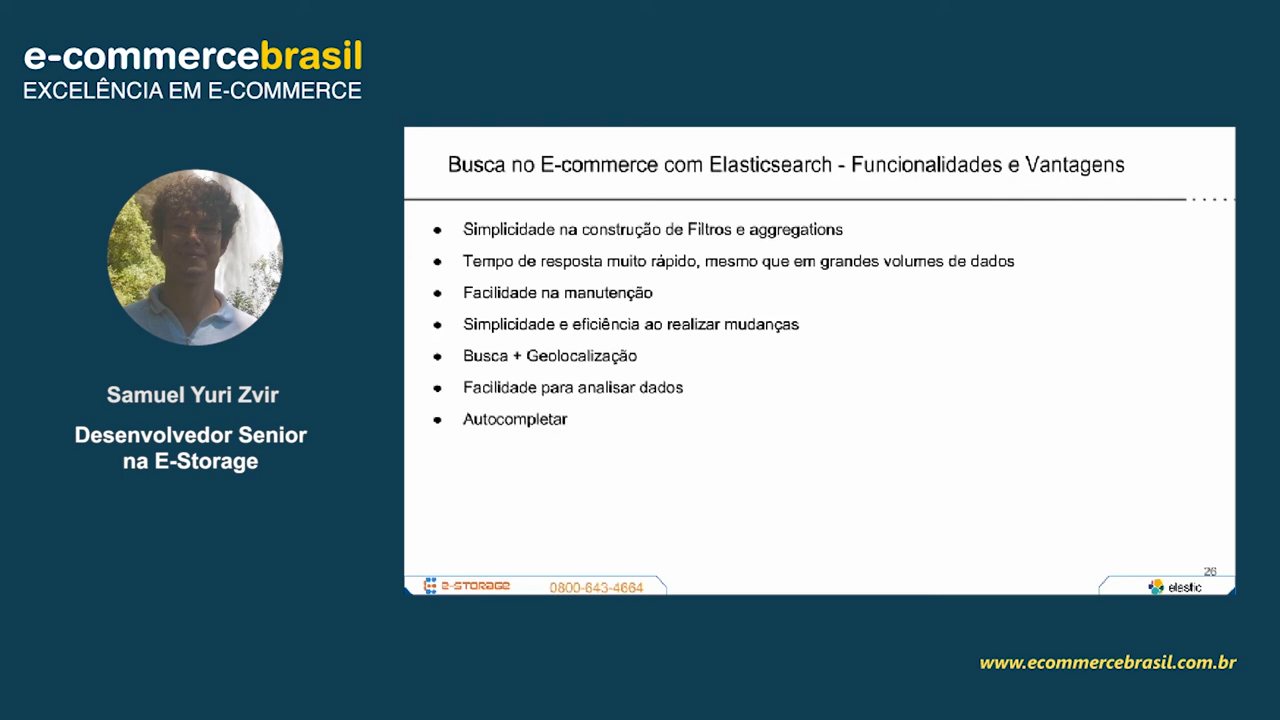 e-commercebrasil
EXCELÊNCIA EM E-COMMERCE
Samuel Yuri Zvir
Desenvolvedor Senior
na E-Storage
Busca no E-commerce com Elasticsearch - Funcionalidades e Vantagens
● Simplicidade na construção de Filtros e aggregations
● Tempo de resposta muito rápido, mesmo que em grandes volumes de dados
● Facilidade na manutenção
● Simplicidade e eficiência ao realizar mudanças
● Busca + Geolocalização
● Facilidade para analisar dados
● Autocompletar
26
E-STORAGE 0800-643-4664
elastic
www.ecommercebrasil.com.br